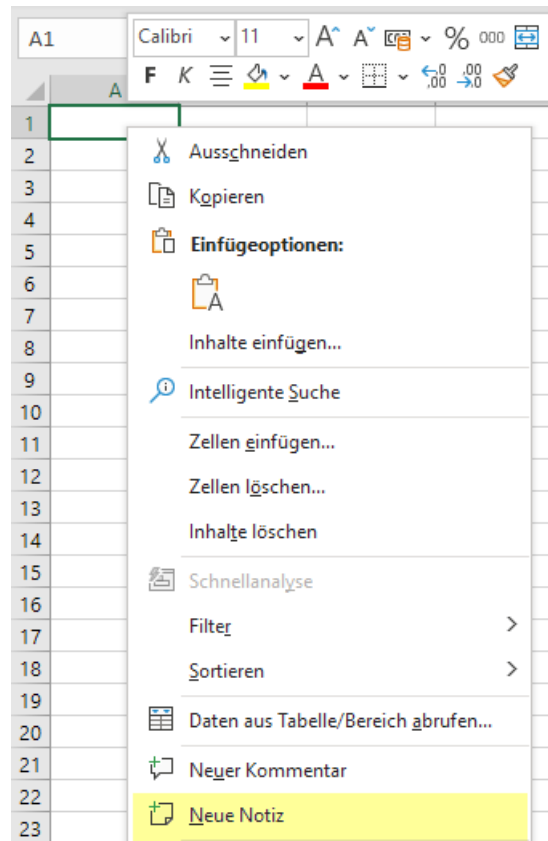 A1
Calibri 11 A^ A˅ % 000
F K A ,00 ,00
A
1
2
3
4
5
6
7
8
9
10
11
12
13
14
15
16
17
18
19
20
21
22
23
Ausschneiden
Kopieren
Einfügeoptionen:
A
Inhalte einfügen...
Intelligente Suche
Zellen einfügen...
Zellen löschen...
Inhalte löschen
Schnellanalyse
Filter
Sortieren
Daten aus Tabelle/Bereich abrufen...
Neuer Kommentar
Neue Notiz